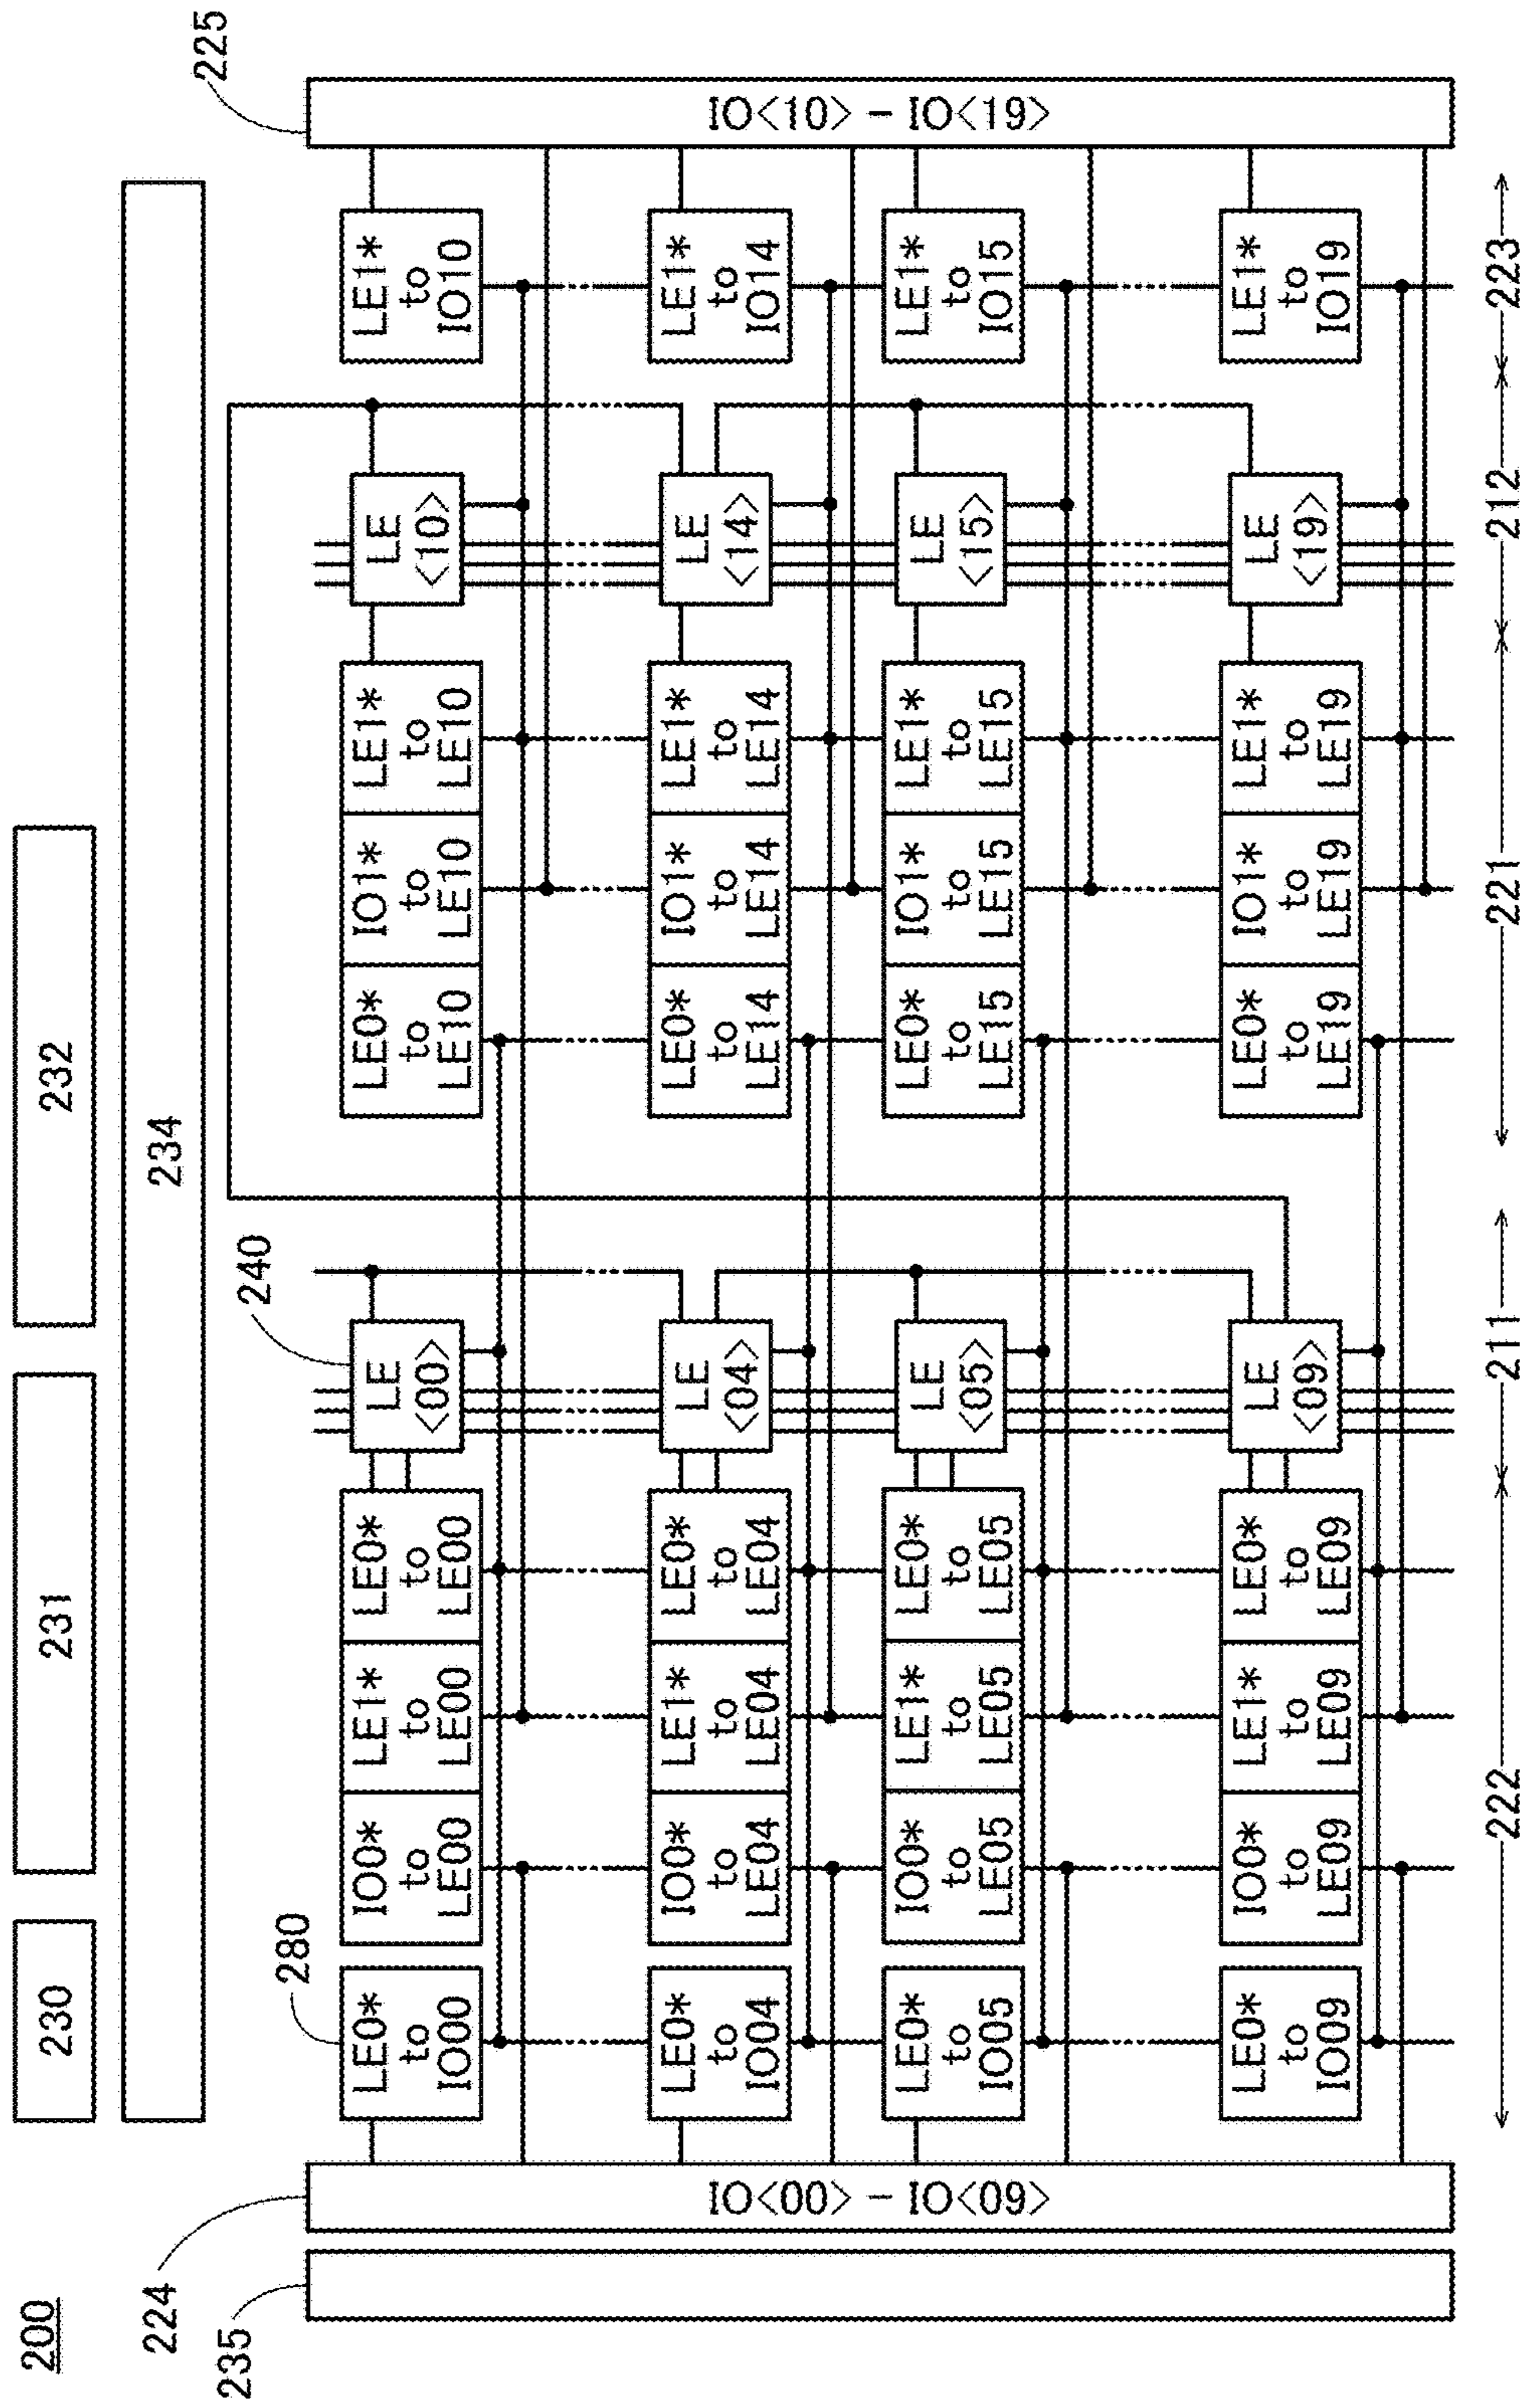 200
230
231
232
234
224
235
225
240
280
IO<00> - IO<09>
LE0*
to
IO00
IO0*
to
LE00
LE1*
to
LE00
LE0*
to
LE00
LE
<00>
LE0*
to
LE10
IO1*
to
LE10
LE1*
to
LE10
LE
<10>
LE1*
to
IO10
LE0*
to
IO04
IO0*
to
LE04
LE1*
to
LE04
LE0*
to
LE04
LE
<04>
LE0*
to
LE14
IO1*
to
LE14
LE1*
to
LE14
LE
<14>
LE1*
to
IO14
LE0*
to
IO05
IO0*
to
LE05
LE1*
to
LE05
LE0*
to
LE05
LE
<05>
LE0*
to
LE15
IO1*
to
LE15
LE1*
to
LE15
LE
<15>
LE1*
to
IO15
LE0*
to
IO09
IO0*
to
LE09
LE1*
to
LE09
LE0*
to
LE09
LE
<09>
LE0*
to
LE19
IO1*
to
LE19
LE1*
to
LE19
LE
<19>
LE1*
to
IO19
IO<10> - IO<19>
222
211
221
212
223